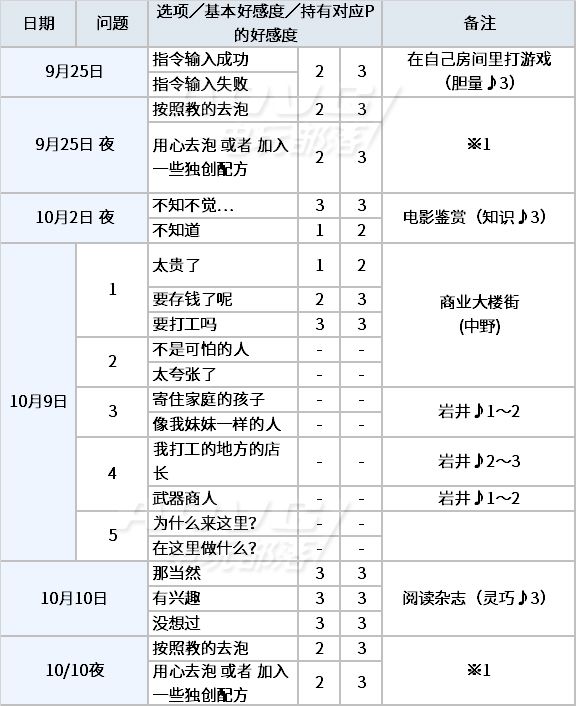 日期 问题 选项／基本好感度／持有对应P
的好感度 备注
9月25日 指令输入成功 2 3 在自己房间里打游戏
指令输入失败 （胆量♪3）
9月25日 夜 按照教的去泡 2 3 ※1
用心去泡 或者 加入
一些独创配方 2 3
10月2日 夜 不知不觉… 3 3 电影鉴赏（知识♪3）
不知道 1 2
10月9日 1 太贵了 1 2 商业大楼街
(中野)
要存钱了呢 2 3
要打工吗 3 3
2 不是可怕的人 - -
太夸张了 - -
3 寄住家庭的孩子 - - 岩井♪1～2
像我妹妹一样的人 - -
4 我打工的地方的店
长 - - 岩井♪2～3
武器商人 - - 岩井♪1～2
5 为什么来这里？ - -
在这里做什么？ - -
10月10日 那当然 3 3 阅读杂志（灵巧♪3）
有兴趣 3 3
没想过 3 3
10/10夜 按照教的去泡 2 3 ※1
用心去泡 或者 加入
一些独创配方 2 3